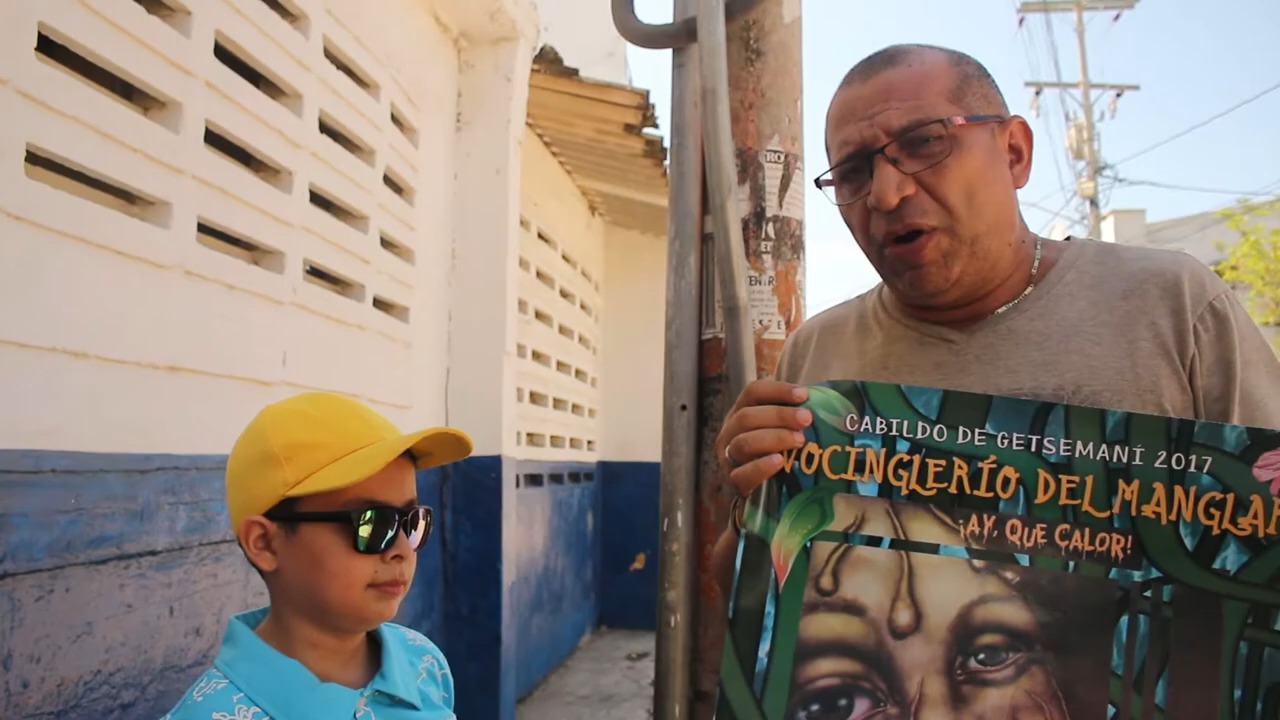 CABILDO DE GETSEMANÍ 2017
VOCINGLERÍO DEL MANGLAR
¡AY, QUE CALOR!